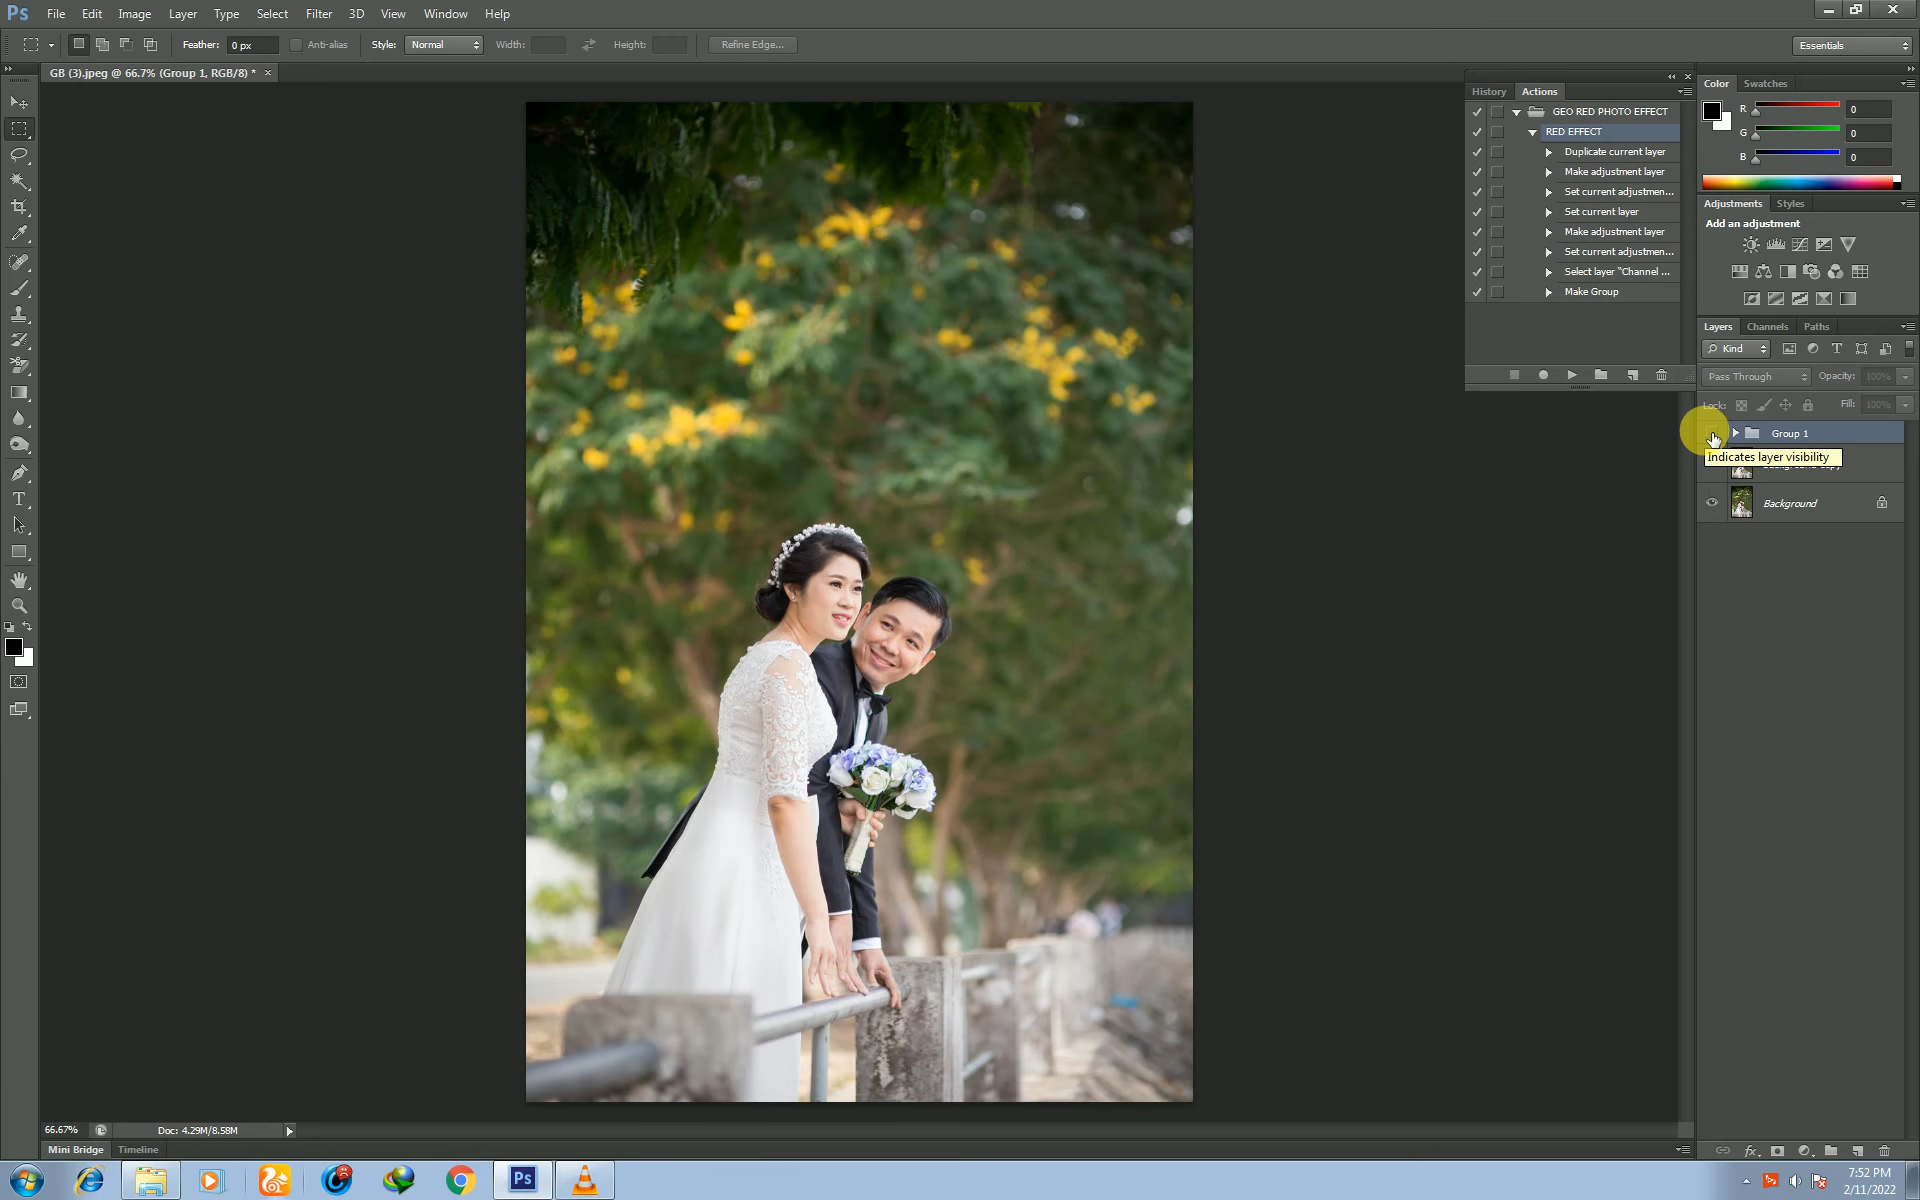 Ps File Edit Image Layer Type Select Filter 3D View Window Help
Feather: 0 px Anti-alias Style: Normal Width: Height: Refine Edge... Essentials
GB (3).jpeg @ 66.7% (Group 1, RGB/8) * ×
History Actions
GEO RED PHOTO EFFECT
RED EFFECT
Duplicate current layer
Make adjustment layer
Set current adjustmen...
Set current layer
Make adjustment layer
Set current adjustmen...
Select layer "Channel ...
Make Group
Color Swatches
R 0
G 0
B 0
Adjustments Styles
Add an adjustment
Layers Channels Paths
Kind
Pass Through Opacity: 100%
Lock: Fill: 100%
Group 1
Indicates layer visibility
Background
66.67% Doc: 4.29M/8.58M
Mini Bridge Timeline
Ps
7:52 PM
2/11/2022